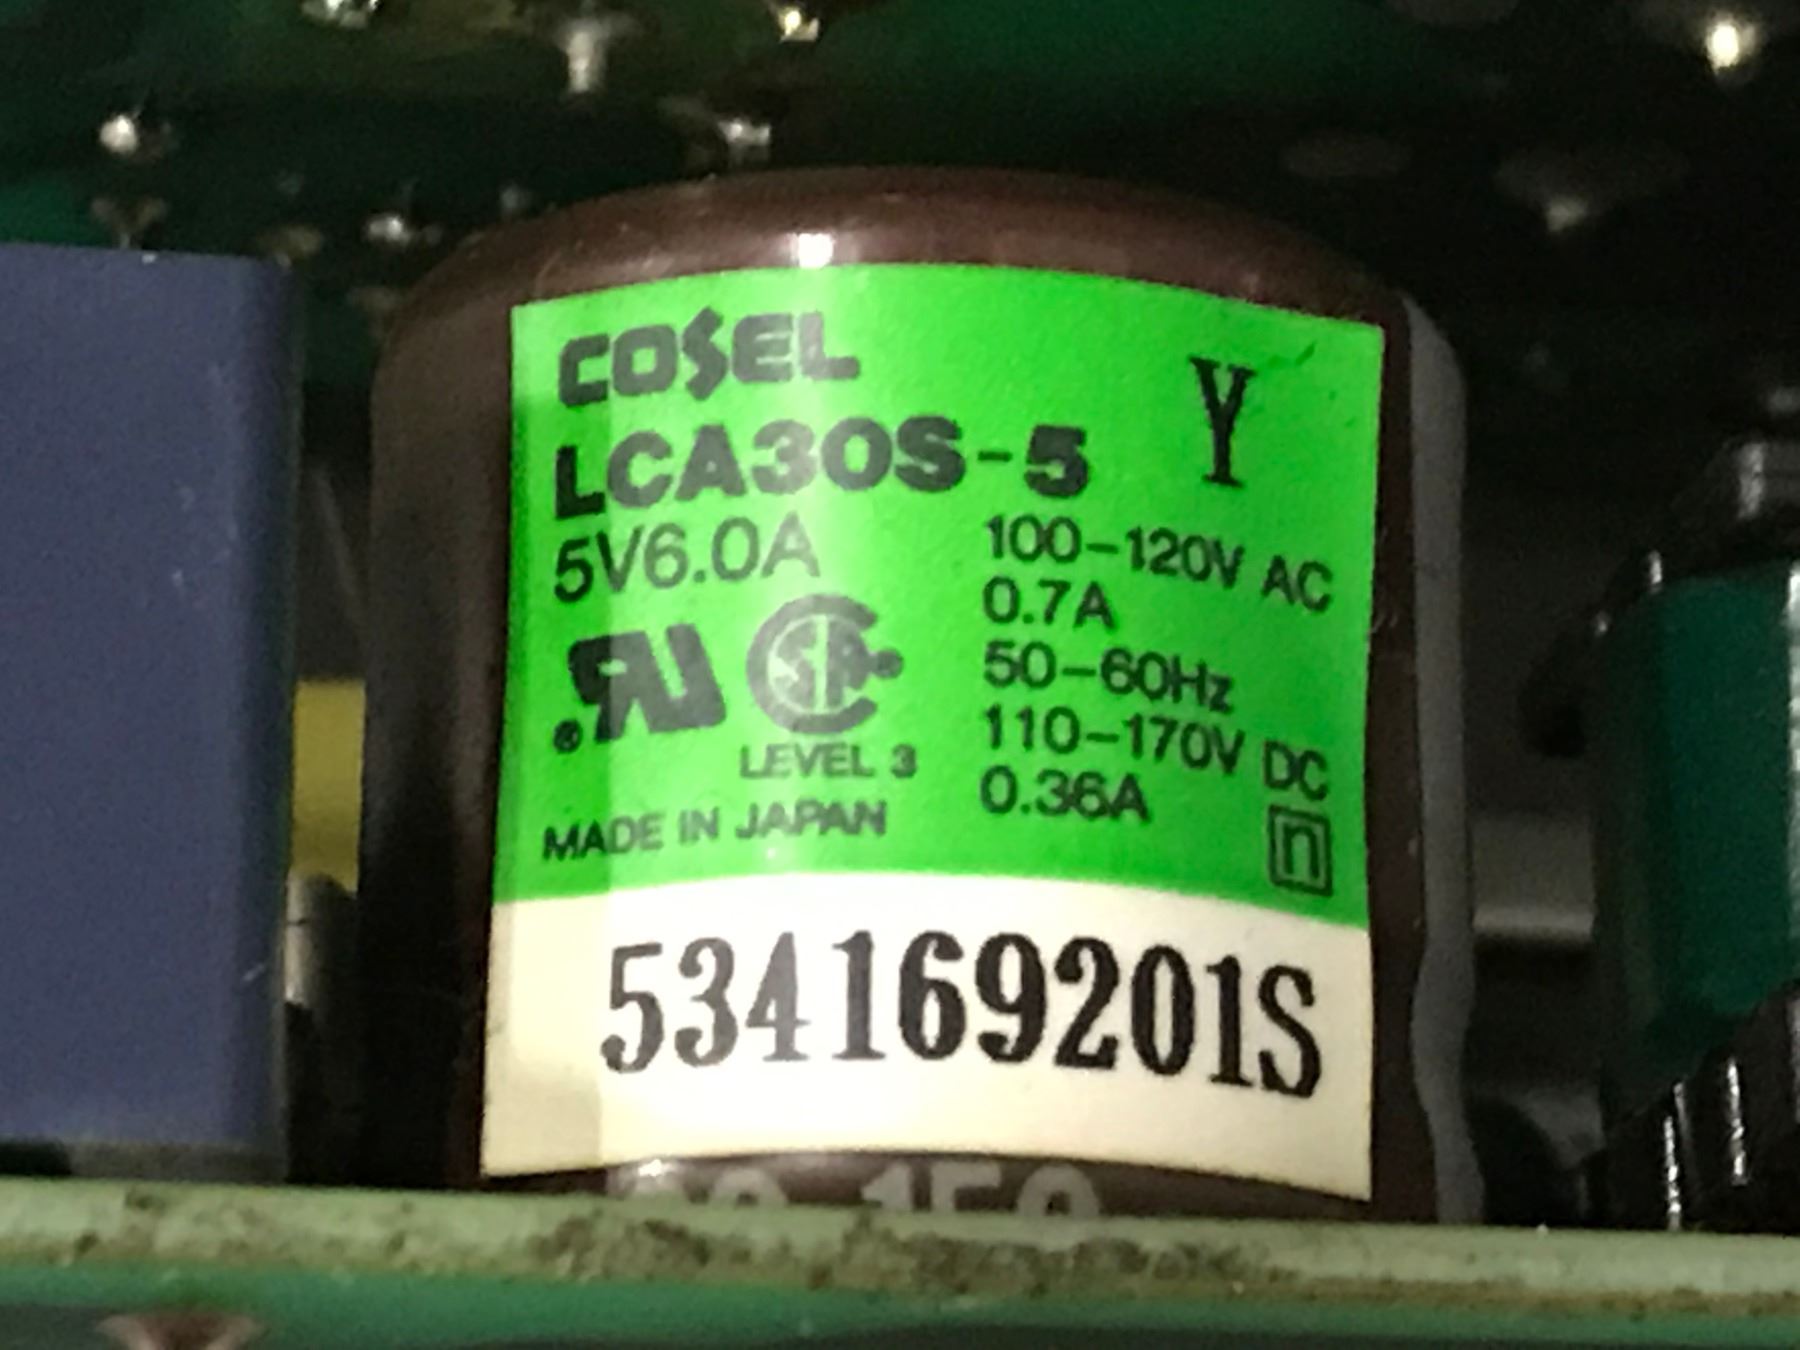 COSEL
Y
LCA30S-5
5V6.0A
100-120V AC
0.7A
50-60Hz
110-170V DC
0.36A
®
LEVEL 3
MADE IN JAPAN
n
534169201S